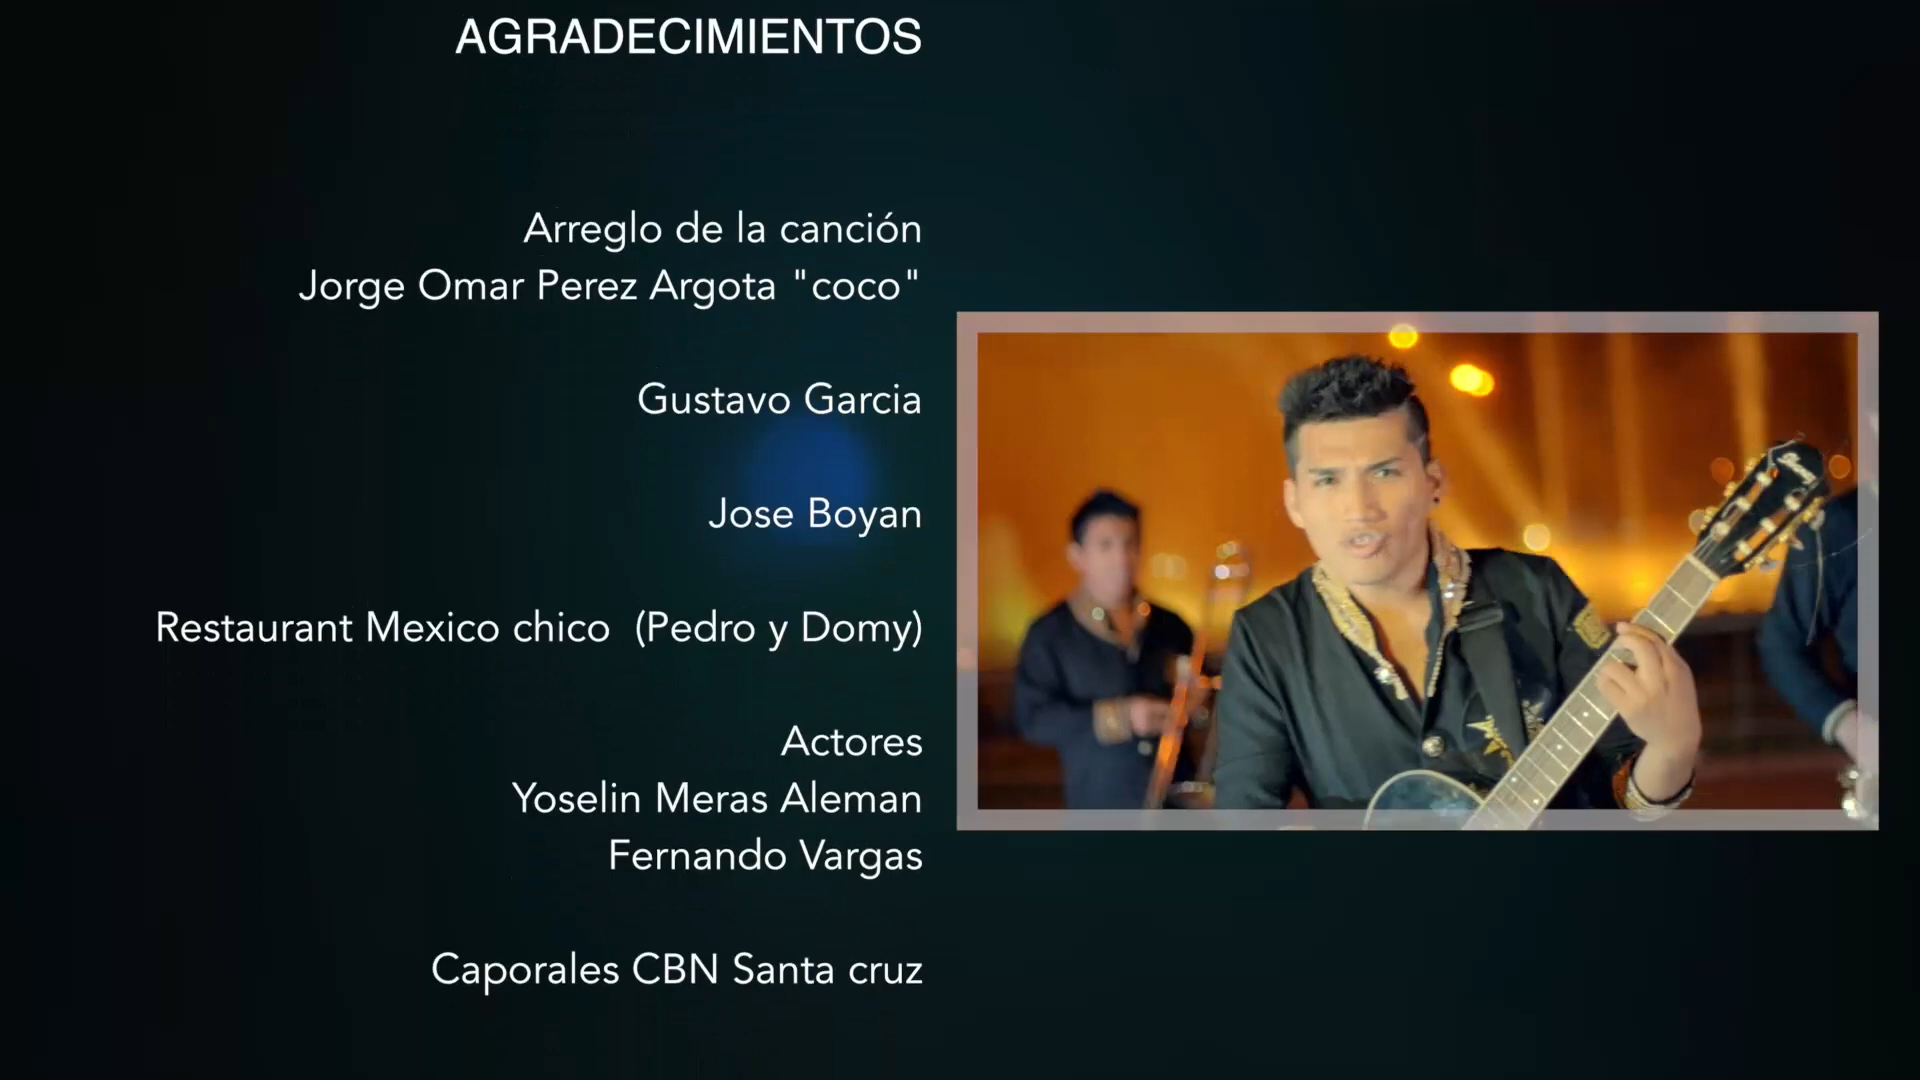 AGRADECIMIENTOS
Arreglo de la canción
Jorge Omar Perez Argota "coco"
Gustavo Garcia
Jose Boyan
Restaurant Mexico chico (Pedro y Domy)
Actores
Yoselin Meras Aleman
Fernando Vargas
Caporales CBN Santa cruz